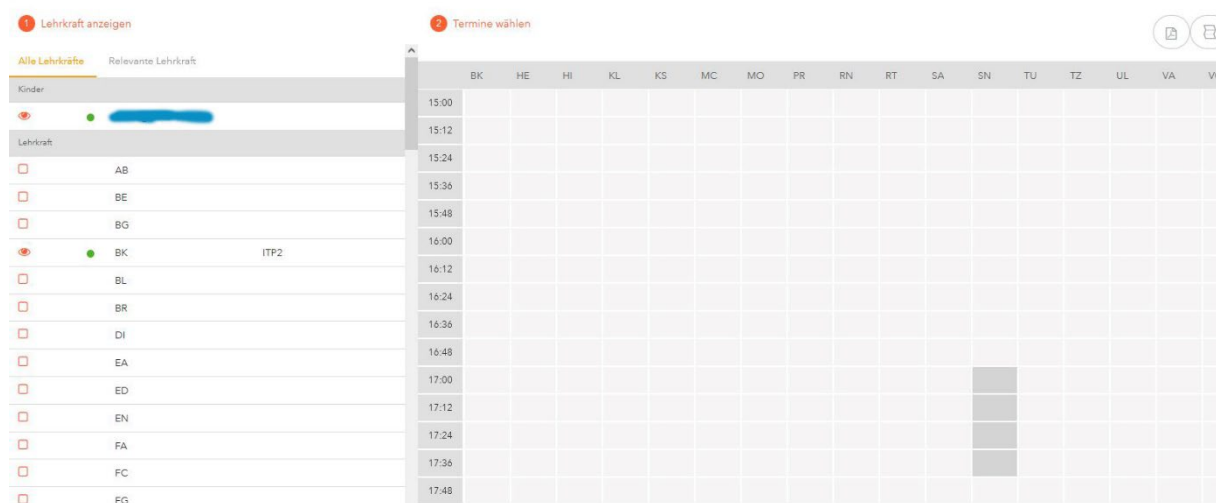 1 Lehrkraft anzeigen
Alle Lehrkräfte Relevante Lehrkraft
Kinder
Lehrkraft
AB
BE
BG
BK ITP2
BL
BR
DI
EA
ED
EN
FA
FC
FG
2 Termine wählen
BK HE HI KL KS MC MO PR RN RT SA SN TU TZ UL VA
15:00
15:12
15:24
15:36
15:48
16:00
16:12
16:24
16:36
16:48
17:00
17:12
17:24
17:36
17:48